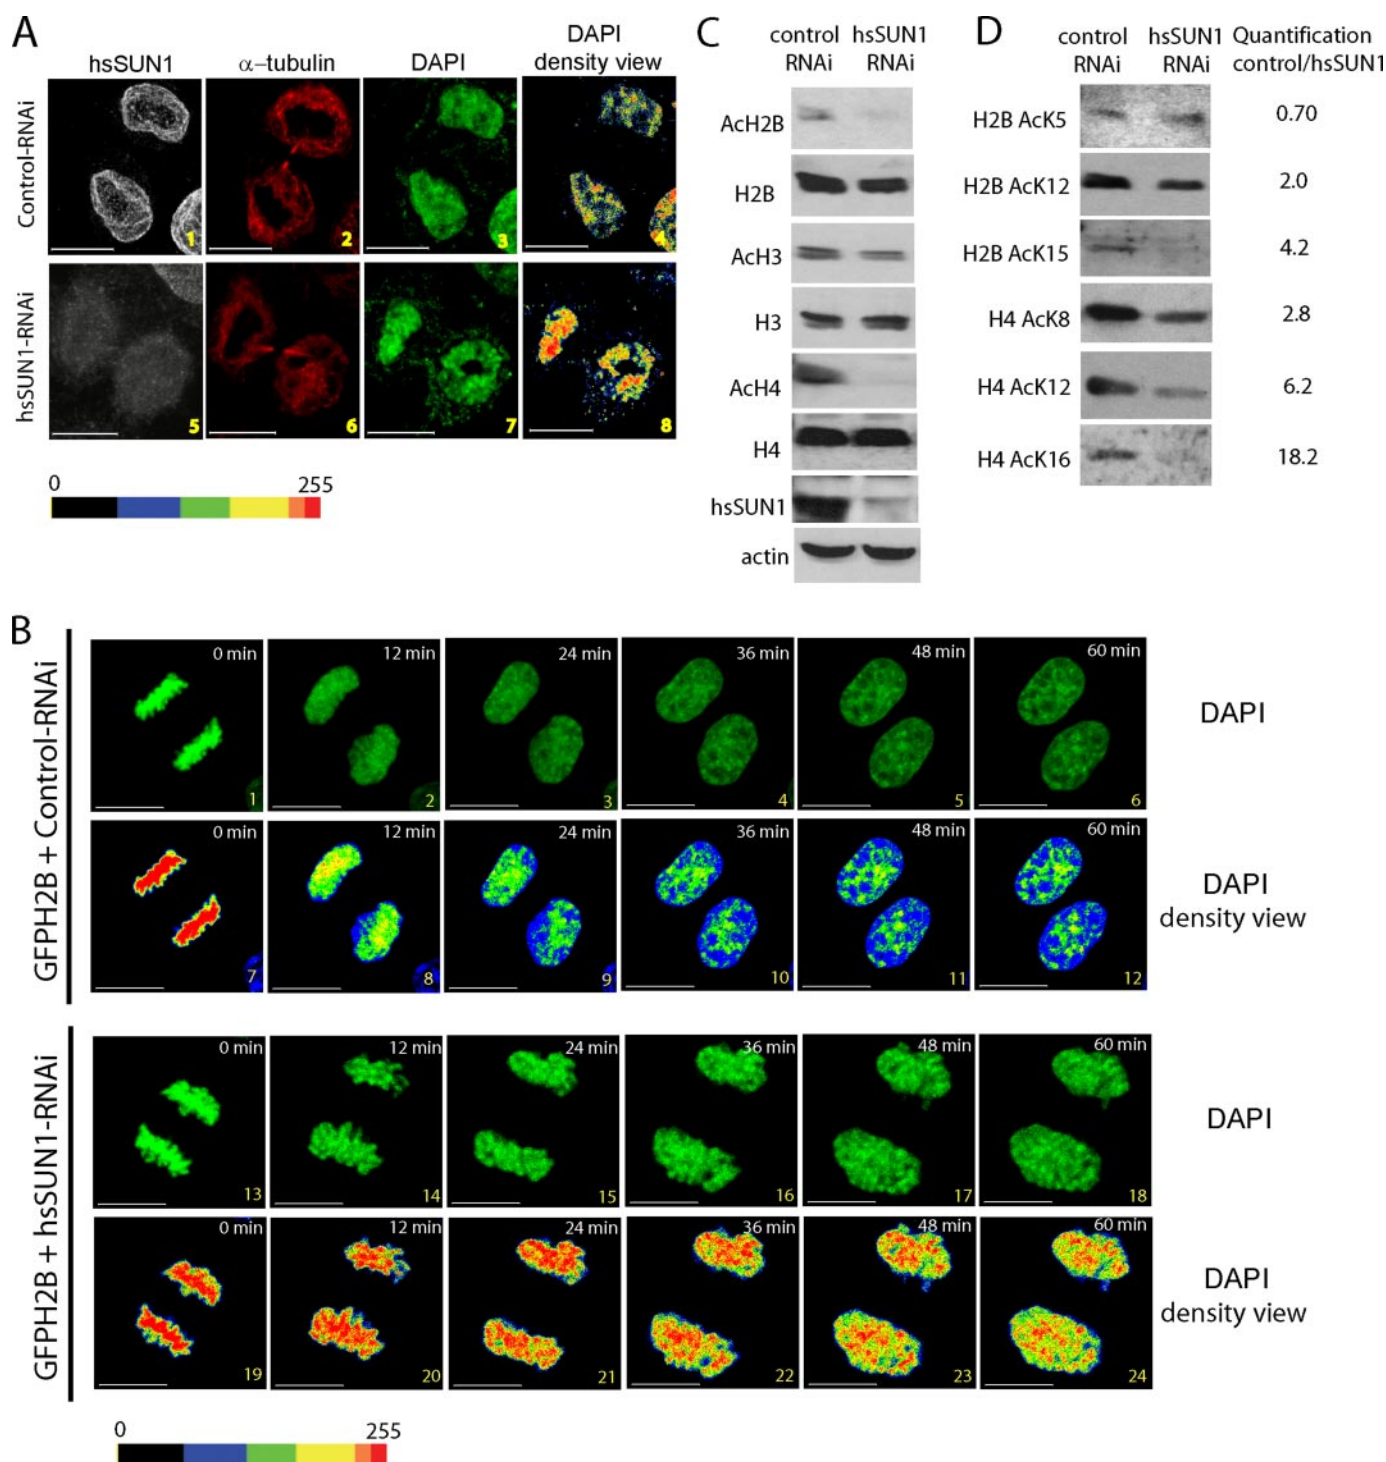 A
hsSUN1 α–tubulin DAPI DAPI density view
Control-RNAi
1 2 3 4
hsSUN1-RNAi
5 6 7 8
0 255
C
control RNAi hsSUN1 RNAi
AcH2B
H2B
AcH3
H3
AcH4
H4
hsSUN1
actin
D
control RNAi hsSUN1 RNAi Quantification control/hsSUN1
H2B AcK5 0.70
H2B AcK12 2.0
H2B AcK15 4.2
H4 AcK8 2.8
H4 AcK12 6.2
H4 AcK16 18.2
B
GFPH2B + Control-RNAi
0 min 12 min 24 min 36 min 48 min 60 min
DAPI
1 2 3 4 5 6
0 min 12 min 24 min 36 min 48 min 60 min
DAPI
density view
7 8 9 10 11 12
GFPH2B + hsSUN1-RNAi
0 min 12 min 24 min 36 min 48 min 60 min
DAPI
13 14 15 16 17 18
0 min 12 min 24 min 36 min 48 min 60 min
DAPI
density view
19 20 21 22 23 24
0 255